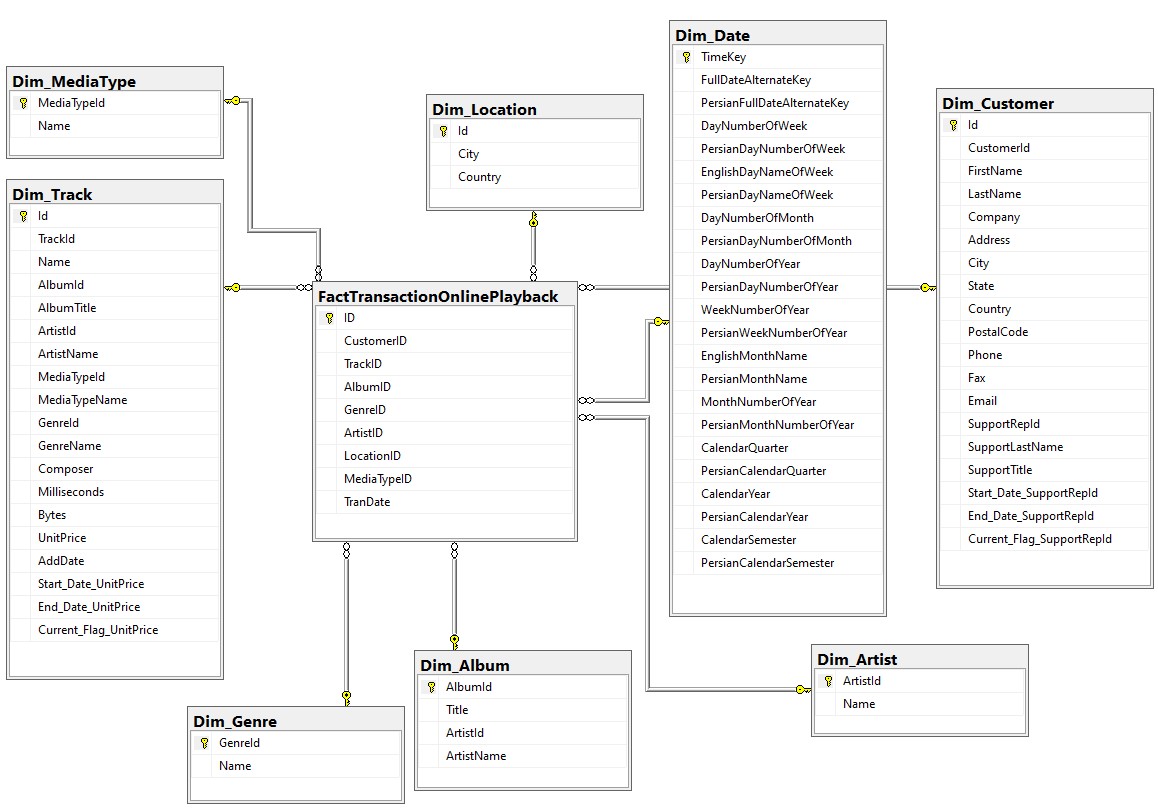 Dim_MediaType
MediaTypeId
Name
Dim_Track
Id
TrackId
Name
AlbumId
AlbumTitle
ArtistId
ArtistName
MediaTypeId
MediaTypeName
GenreId
GenreName
Composer
Milliseconds
Bytes
UnitPrice
AddDate
Start_Date_UnitPrice
End_Date_UnitPrice
Current_Flag_UnitPrice
Dim_Location
Id
City
Country
FactTransactionOnlinePlayback
ID
CustomerID
TrackID
AlbumID
GenreID
ArtistID
LocationID
MediaTypeID
TranDate
Dim_Date
TimeKey
FullDateAlternateKey
PersianFullDateAlternateKey
DayNumberOfWeek
PersianDayNumberOfWeek
EnglishDayNameOfWeek
PersianDayNameOfWeek
DayNumberOfMonth
PersianDayNumberOfMonth
DayNumberOfYear
PersianDayNumberOfYear
WeekNumberOfYear
PersianWeekNumberOfYear
EnglishMonthName
PersianMonthName
MonthNumberOfYear
PersianMonthNumberOfYear
CalendarQuarter
PersianCalendarQuarter
CalendarYear
PersianCalendarYear
CalendarSemester
PersianCalendarSemester
Dim_Customer
Id
CustomerId
FirstName
LastName
Company
Address
City
State
Country
PostalCode
Phone
Fax
Email
SupportRepId
SupportLastName
SupportTitle
Start_Date_SupportRepId
End_Date_SupportRepId
Current_Flag_SupportRepId
Dim_Genre
GenreId
Name
Dim_Album
AlbumId
Title
ArtistId
ArtistName
Dim_Artist
ArtistId
Name